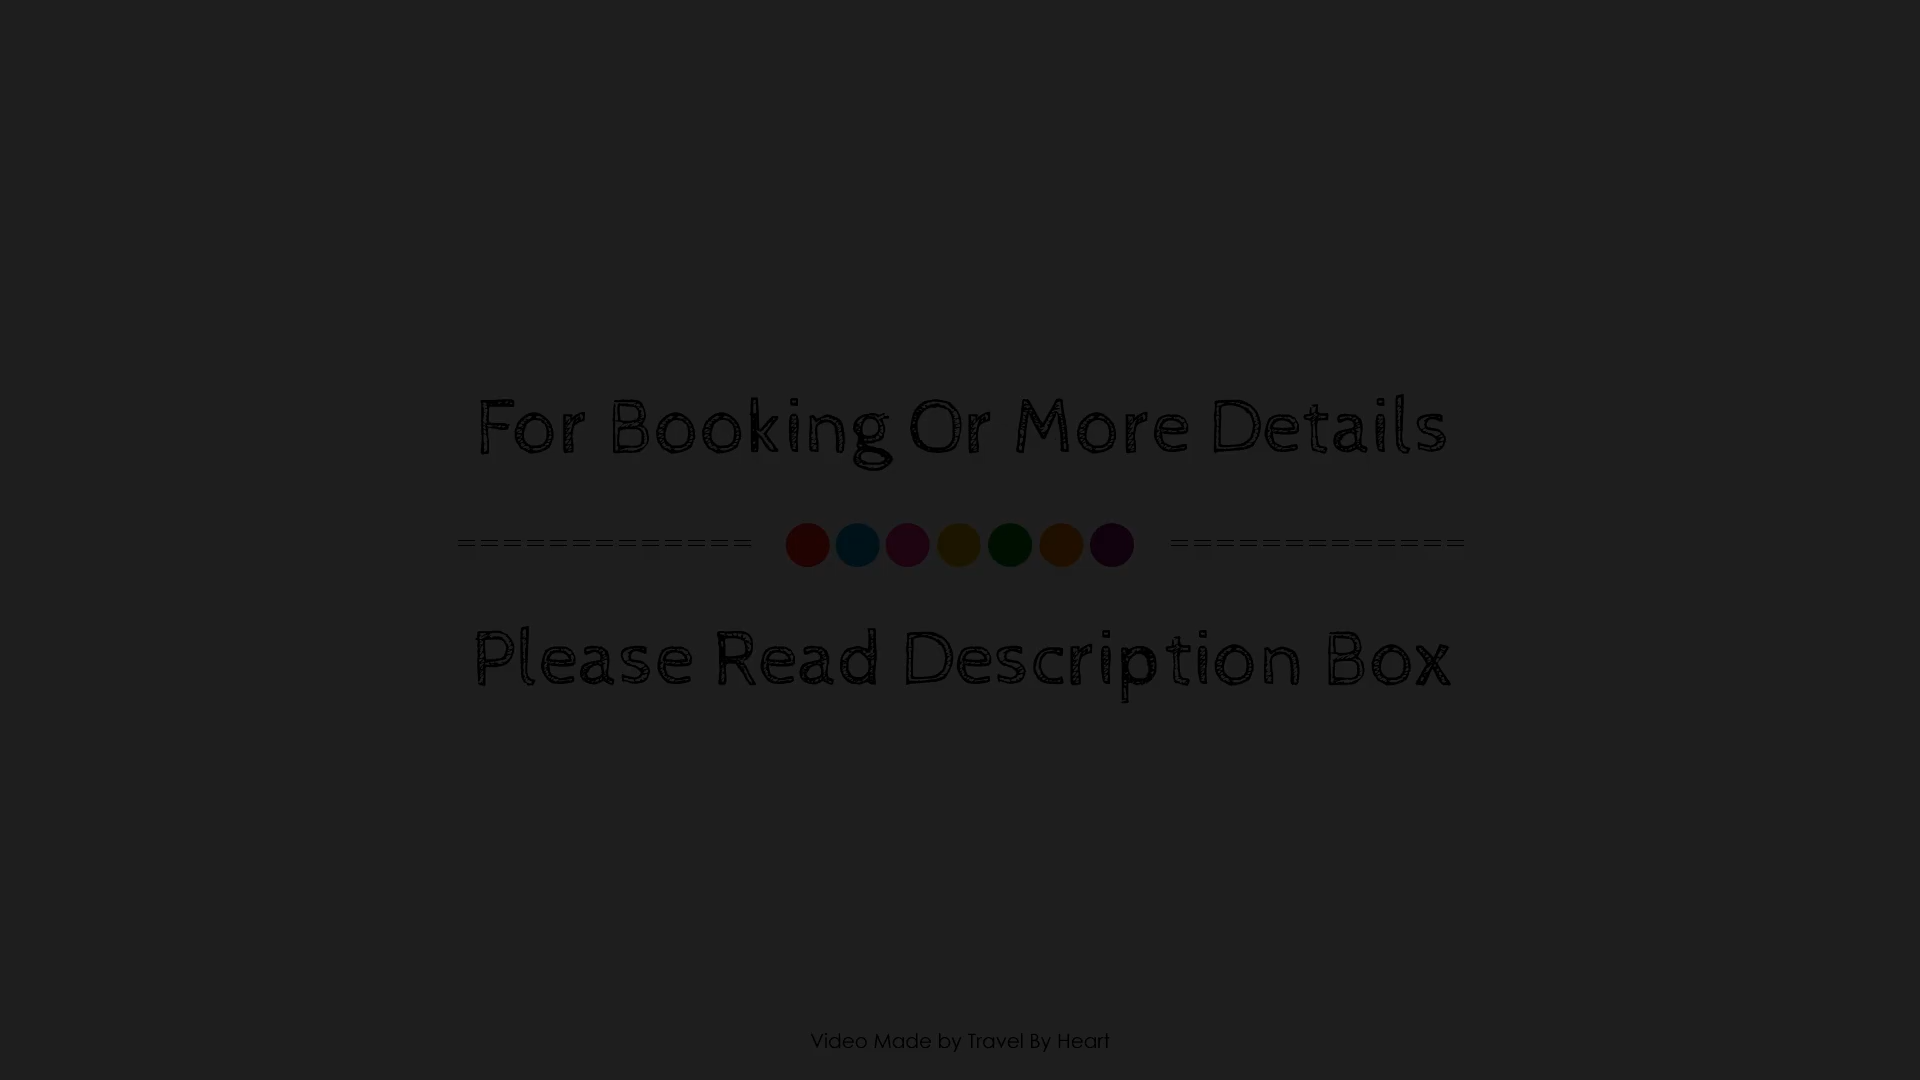 For Booking Or More Details
============= =============
Please Read Description Box
Video Made by Travel By Heart